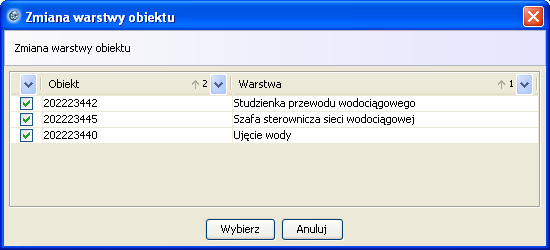 Zmiana warstwy obiektu
Zmiana warstwy obiektu
Obiekt 2 Warstwa 1
202223442 Studzienka przewodu wodociągowego
202223445 Szafa sterownicza sieci wodociągowej
202223440 Ujęcie wody
Wybierz Anuluj